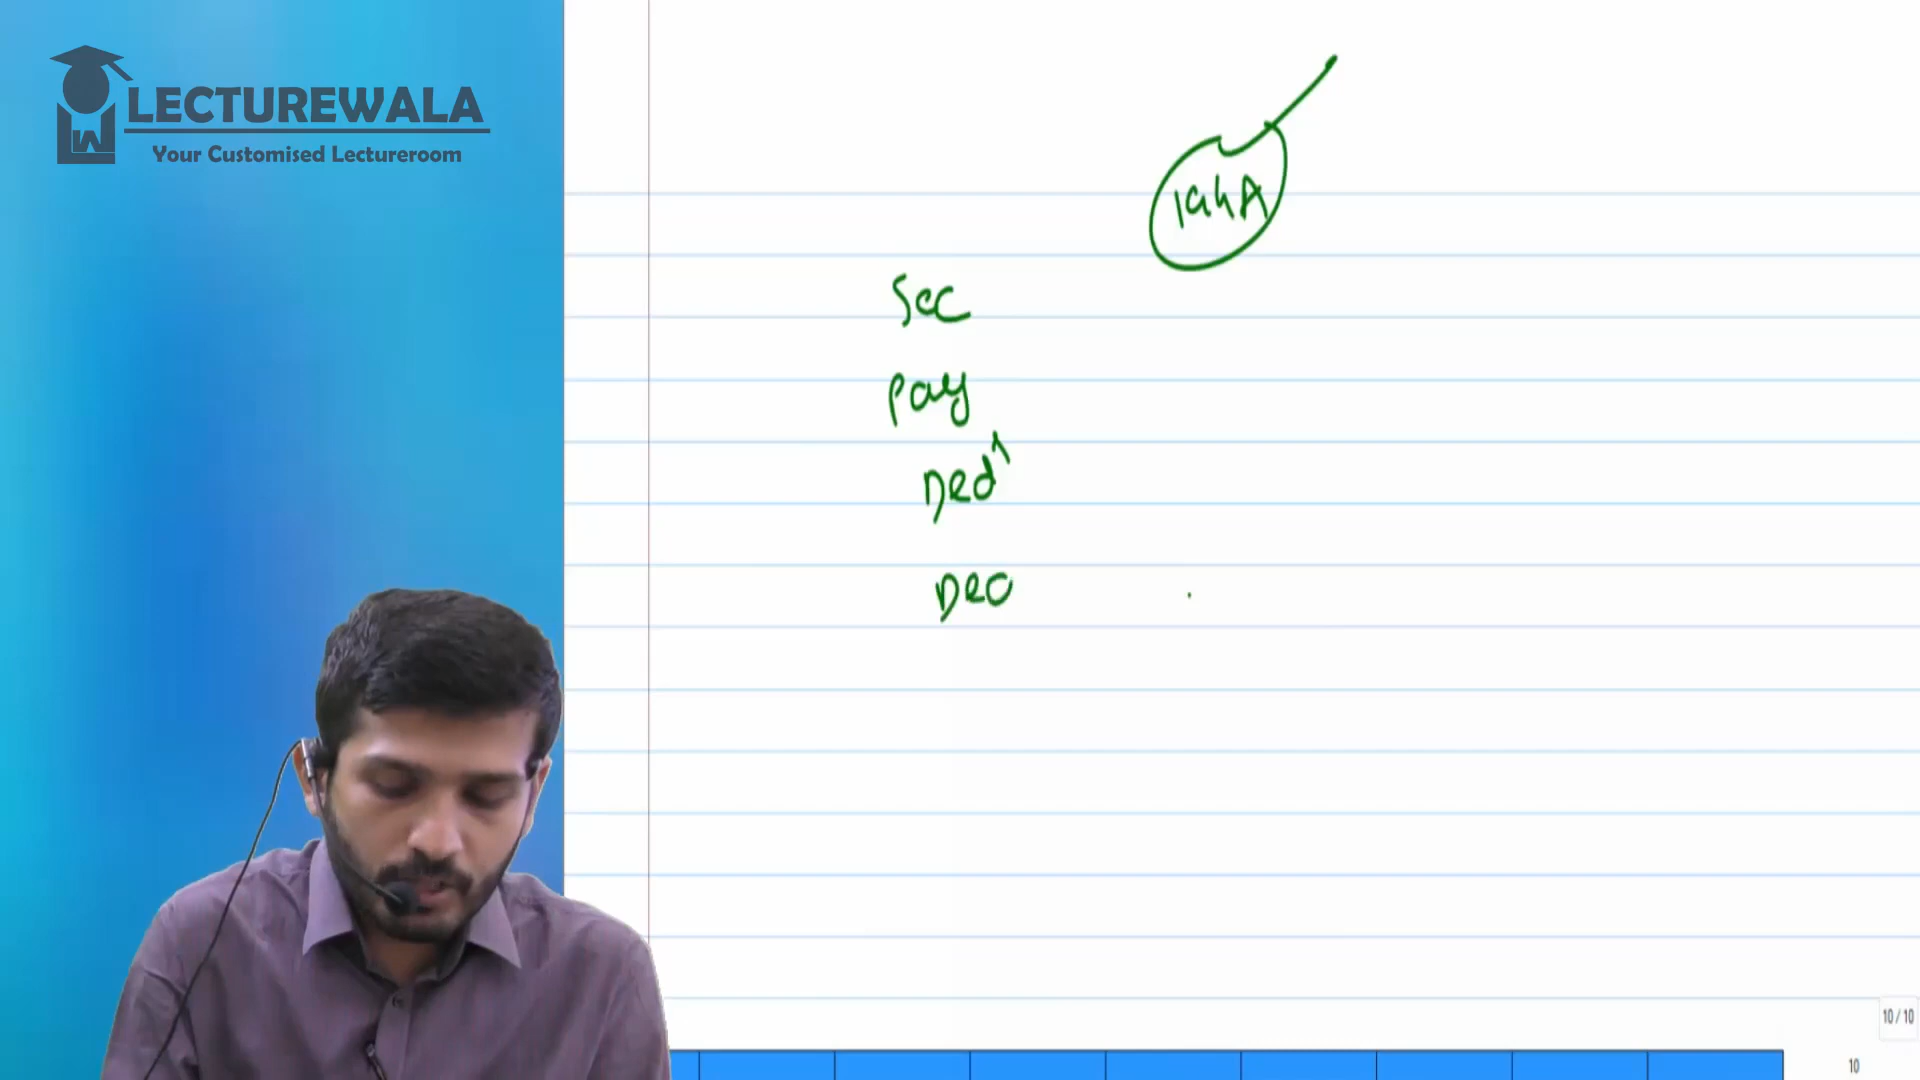 LECTUREWALA
Your Customised Lectureroom
194A
Sec
Pay
Ded
Dec
10 / 10
10